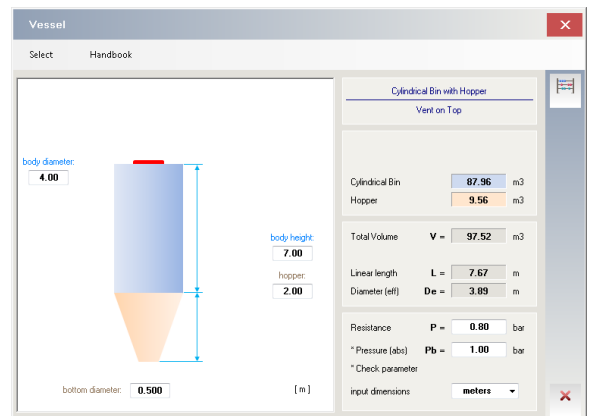 Vessel
Select Handbook
Cylindrical Bin with Hopper
Vent on Top
body diameter:
4.00
Cylindrical Bin 87.96 m3
Hopper 9.56 m3
body height:
7.00
hopper:
2.00
Total Volume V = 97.52 m3
Linear length L = 7.67 m
Diameter (eff) De = 3.89 m
Resistance P = 0.80 bar
* Pressure (abs) Pb = 1.00 bar
* Check parameter
input dimensions meters
bottom diameter: 0.500 [ m ]